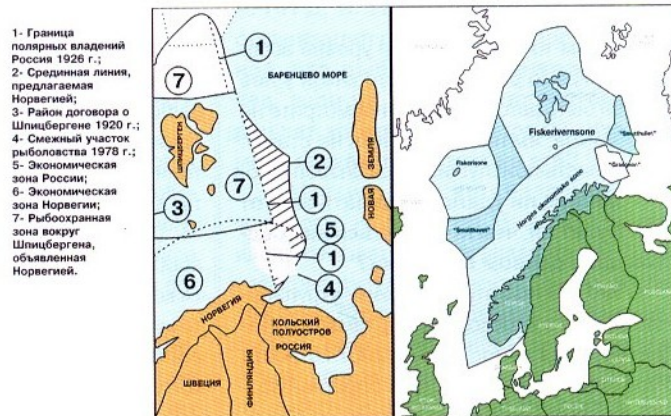 1- Граница
полярных владений
Россия 1926 г.;
2- Срединная линия,
предлагаемая
Норвегией;
3- Район договора о
Шпицбергене 1920 г.;
4- Смежный участок
рыболовства 1978 г.;
5- Экономическая
зона России;
6- Экономическая
зона Норвегии;
7- Рыбоохранная
зона вокруг
Шпицбергена,
объявленная
Норвегией.
1
7
БАРЕНЦЕВО МОРЕ
ШПИЦБЕРГЕН
2
ЗЕМЛЯ
7
1
3
НОВАЯ
5
1
6
4
НОРВЕГИЯ
КОЛЬСКИЙ
ПОЛУОСТРОВ
РОССИЯ
ШВЕЦИЯ
ФИНЛЯНДИЯ
Fiskerivernsone
Fiskerisone
"Smutthavet"
Norges økonomiske sone